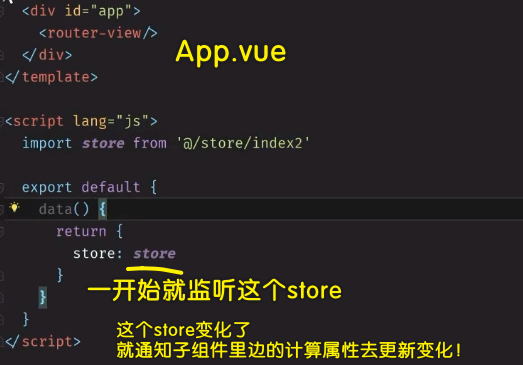 <div id="app">
<router-view/>
</div>
</template>
App.vue
<script lang="js">
import store from '@/store/index2'
export default {
data() {
return {
store: store
}
}
}
</script>
一开始就监听这个store
这个store变化了
就通知子组件里边的计算属性去更新变化！